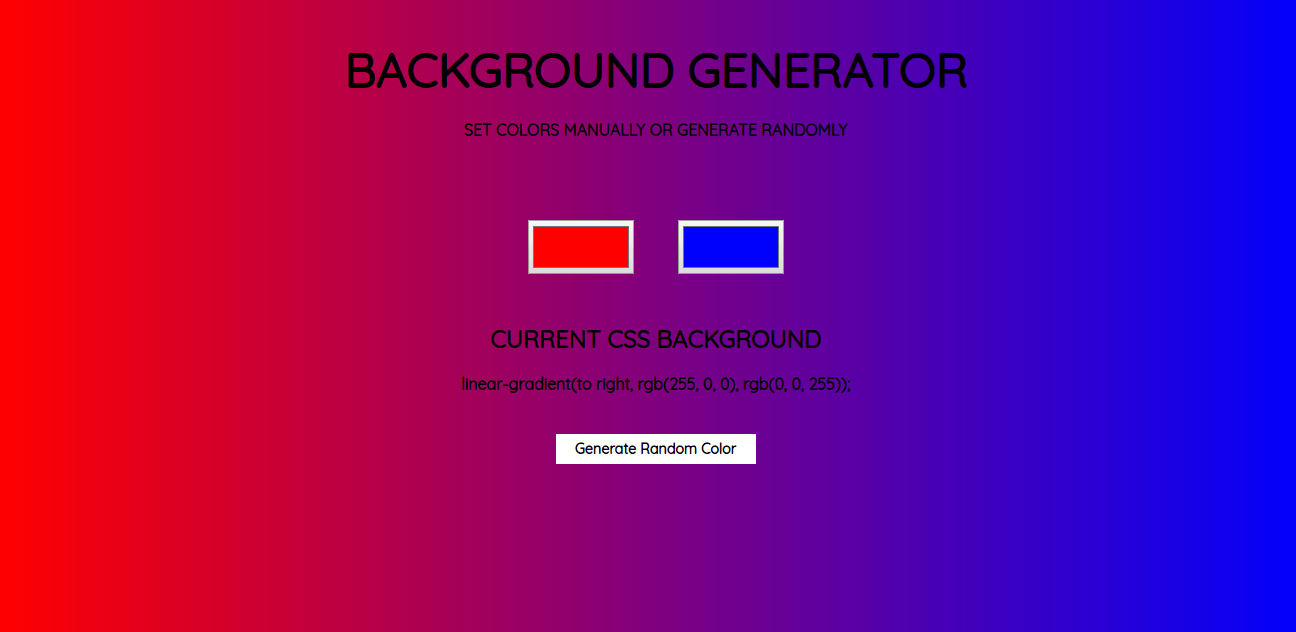 BACKGROUND GENERATOR
SET COLORS MANUALLY OR GENERATE RANDOMLY
CURRENT CSS BACKGROUND
linear-gradient(to right, rgb(255, 0, 0), rgb(0, 0, 255));
Generate Random Color